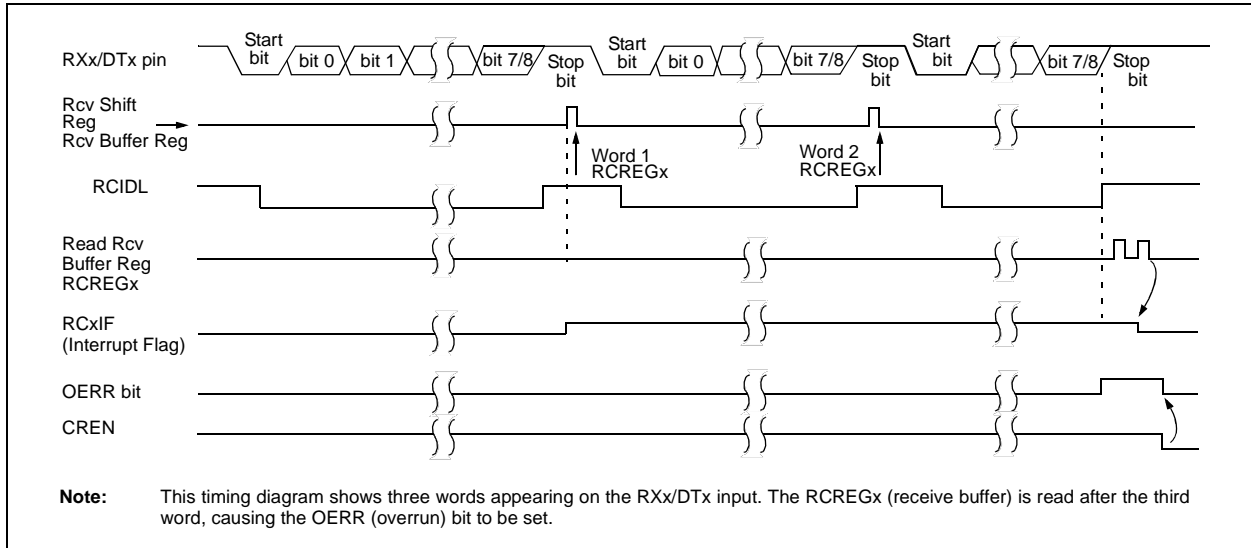 Start
bit
bit 0
bit 1
bit 7/8
Stop
bit
Start
bit
bit 0
bit 7/8
Stop
bit
Start
bit
bit 7/8
Stop
bit
RXx/DTx pin
Rcv Shift
Reg
Rcv Buffer Reg
Word 1
RCREGx
Word 2
RCREGx
RCIDL
Read Rcv
Buffer Reg
RCREGx
RCxIF
(Interrupt Flag)
OERR bit
CREN
Note: This timing diagram shows three words appearing on the RXx/DTx input. The RCREGx (receive buffer) is read after the third
word, causing the OERR (overrun) bit to be set.